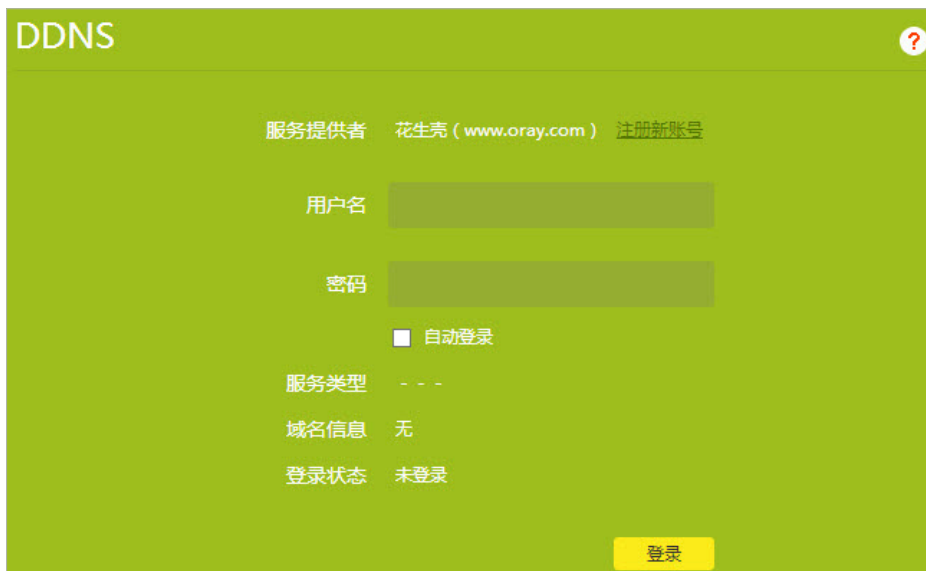 DDNS
?
服务提供者 花生壳（www.oray.com） 注册新账号
用户名
密码
自动登录
服务类型 - - -
域名信息 无
登录状态 未登录
登录